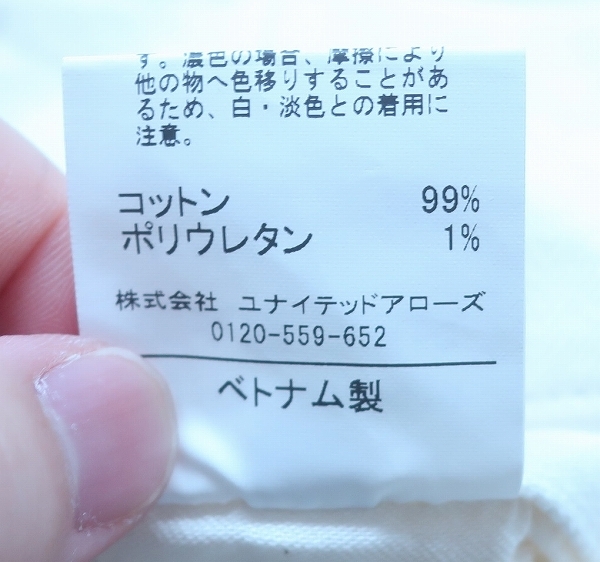 す。濃色の場合、摩擦により
他の物へ色移りすることがあ
るため、白・淡色との着用に
注意。
コットン 99%
ポリウレタン 1%
株式会社 ユナイテッドアローズ
0120-559-652
ベトナム製